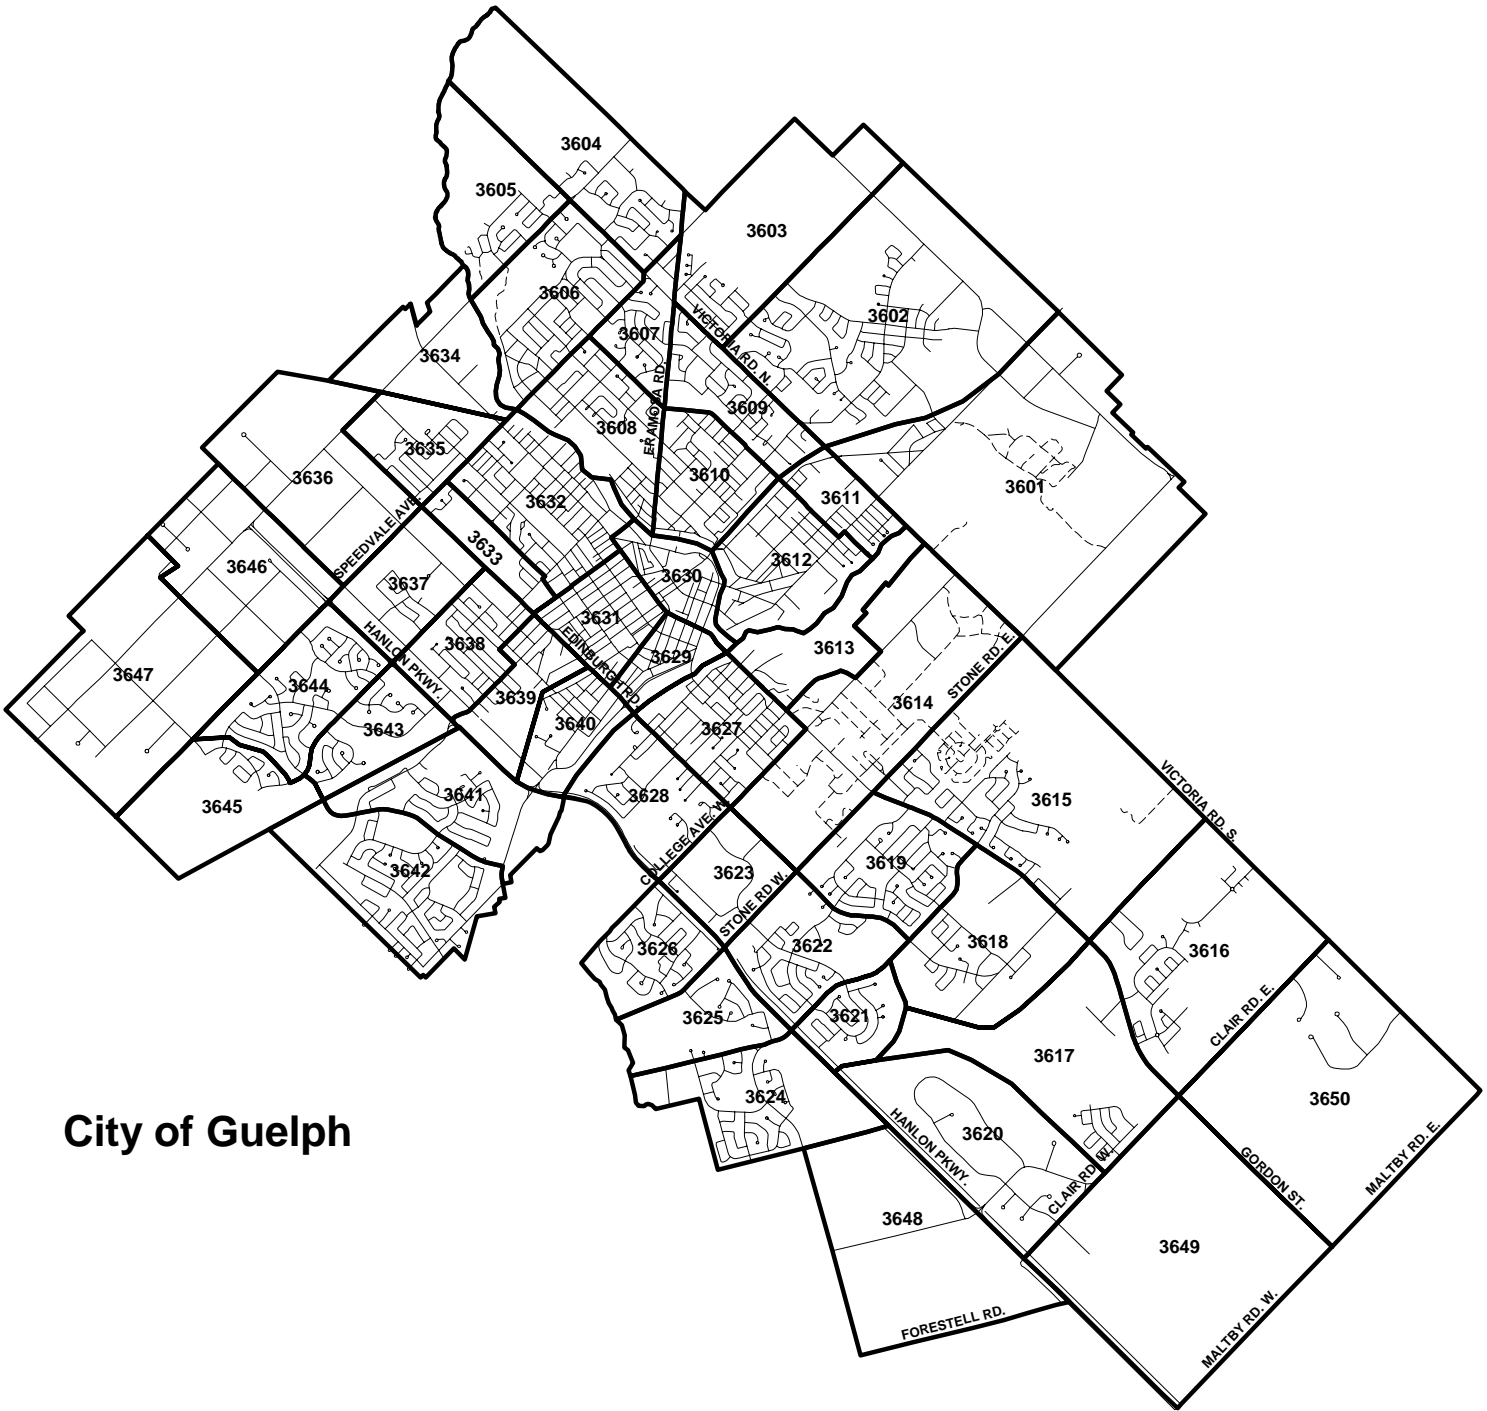 3604
3605
3603
3606
3602
3607
VICTORIA RD. N.
3634
ERAMOSA RD.
3609
3608
3635
3610
3636
3601
3611
3632
SPEEDVALE AVE.
3633
3612
3646
3630
3637
3631
HANLON PKWY.
3638
EDINBURGH RD.
3613
3629
STONE RD. E.
3647
3644
3639
3614
3643
3640
3627
VICTORIA RD. S.
3645
3641
3628
3615
COLLEGE AVE. W.
3619
3642
3623
STONE RD W.
3626
3622
3618
3616
3625
3621
CLAIR RD. E.
3617
3624
3650
City of Guelph
HANLON PKWY.
3620
CLAIR RD. W.
GORDON ST.
MALTBY RD. E.
3648
3649
FORESTELL RD.
MALTBY RD. W.